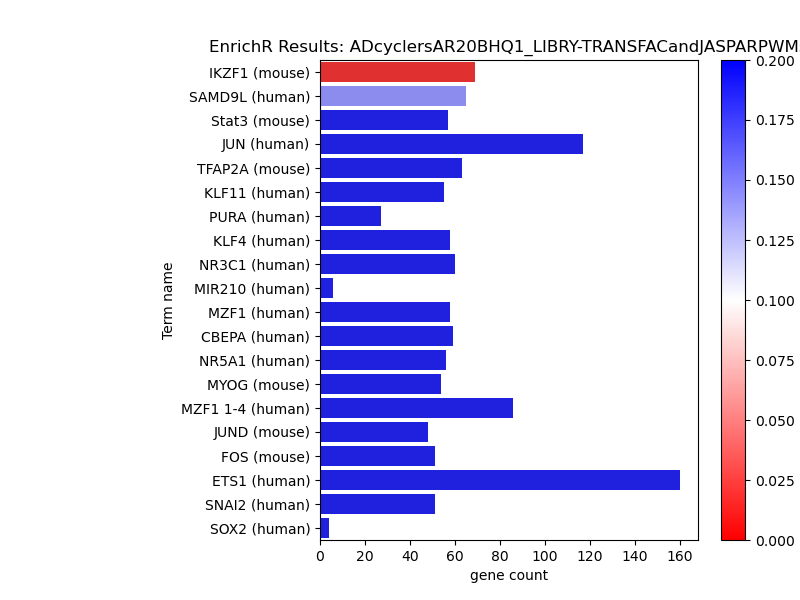 EnrichR Results: ADcyclersAR20BHQ1_LIBRY-TRANSFACandJASPARPWM
IKZF1 (mouse)
SAMD9L (human)
Stat3 (mouse)
JUN (human)
TFAP2A (mouse)
KLF11 (human)
PURA (human)
KLF4 (human)
NR3C1 (human)
MIR210 (human)
MZF1 (human)
CBEPA (human)
NR5A1 (human)
MYOG (mouse)
MZF1 1-4 (human)
JUND (mouse)
FOS (mouse)
ETS1 (human)
SNAI2 (human)
SOX2 (human)
Term name
0 20 40 60 80 100 120 140 160
gene count
0.200
0.175
0.150
0.125
0.100
0.075
0.050
0.025
0.000